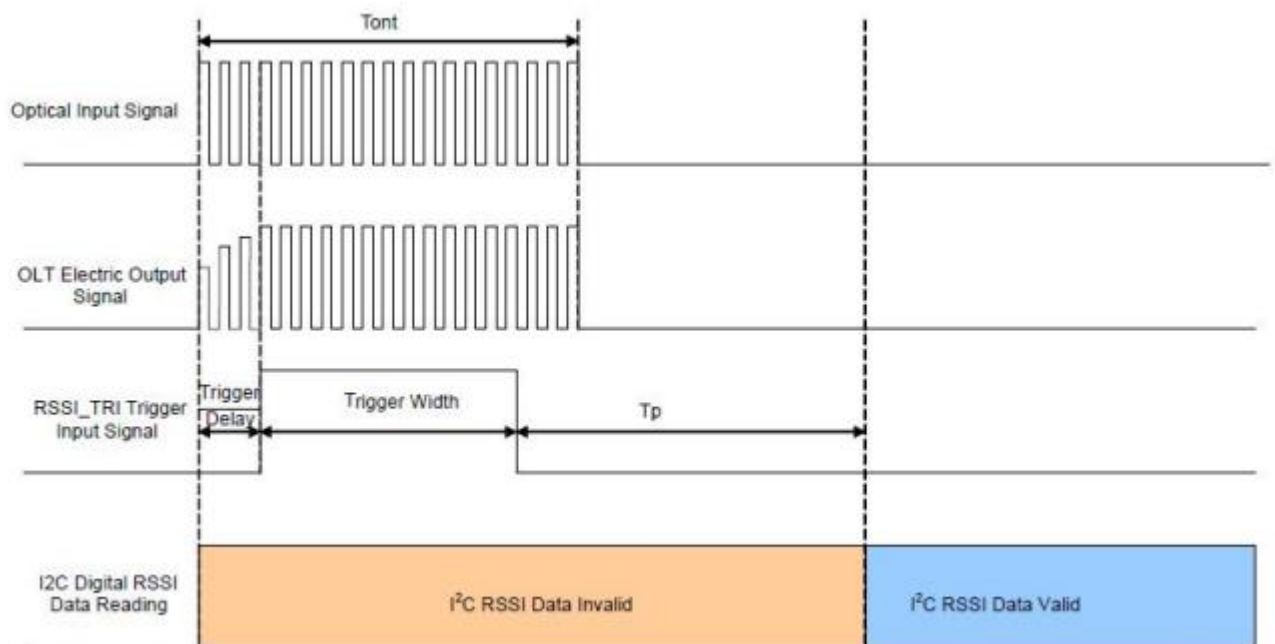 Tont
Optical Input Signal
OLT Electric Output
Signal
RSSI_TRI Trigger
Input Signal
Trigger
Delay
Trigger Width
Tp
I2C Digital RSSI
Data Reading
I²C RSSI Data Invalid
I²C RSSI Data Valid